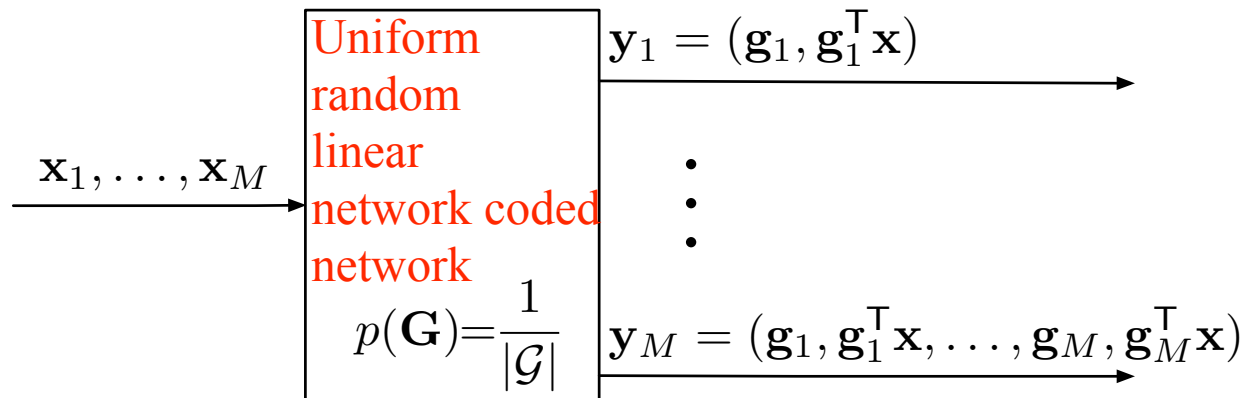 Uniform
random
linear
network coded
network
p(𝐆)=1/|𝒢|
𝐱₁, . . . , 𝐱_M
𝐲₁ = (𝐠₁, 𝐠₁ᵀ𝐱)
⋮
𝐲_M = (𝐠₁, 𝐠₁ᵀ𝐱, . . . , 𝐠_M, 𝐠_Mᵀ𝐱)